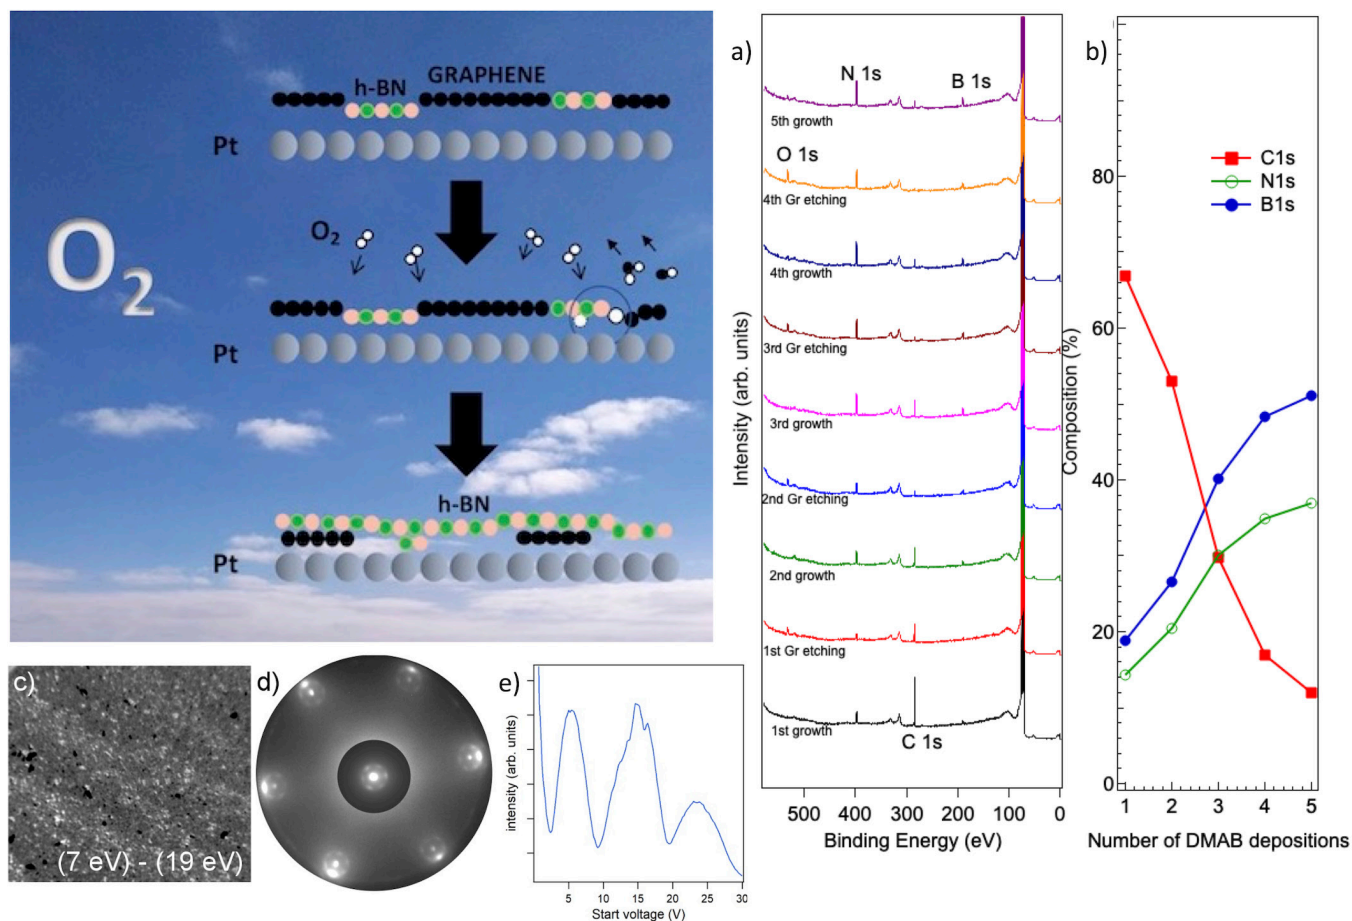 h-BN
GRAPHENE
Pt
O₂
O₂
Pt
h-BN
Pt
a)
N 1s
B 1s
5th growth
O 1s
4th Gr etching
4th growth
3rd Gr etching
3rd growth
2nd Gr etching
2nd growth
1st Gr etching
1st growth
C 1s
Intensity (arb. units)
500 400 300 200 100 0
Binding Energy (eV)
b)
C1s
N1s
B1s
80
60
40
20
0
Composition (%)
1 2 3 4 5
Number of DMAB depositions
c)
(7 eV) - (19 eV)
d)
e)
intensity (arb. units)
5 10 15 20 25 30
Start voltage (V)